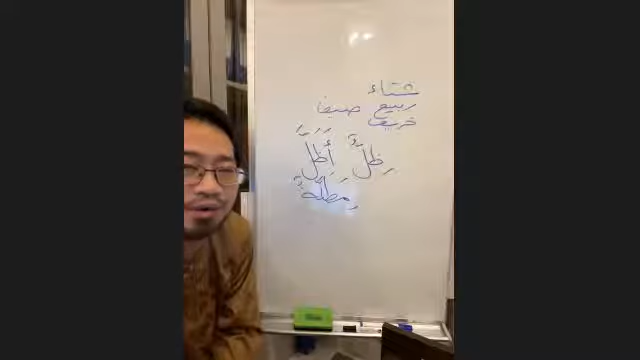 شتاء
ربيع صيف
خريف
ظل أظل
مظلة